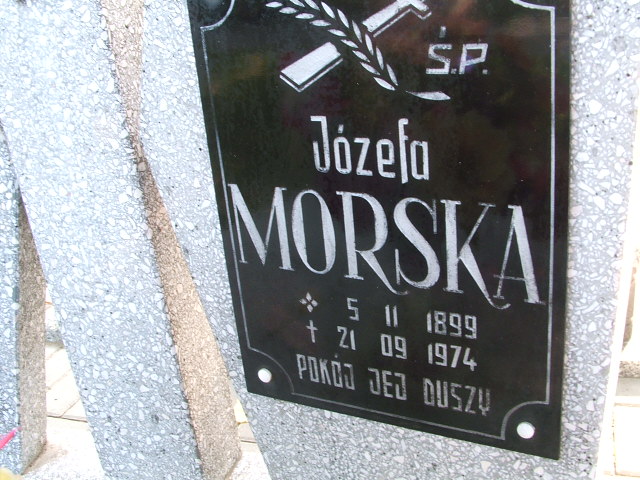 Ś.P.
Józefa
MORSKA
5 11 1899
† 21 09 1974
POKÓJ JEJ DUSZY